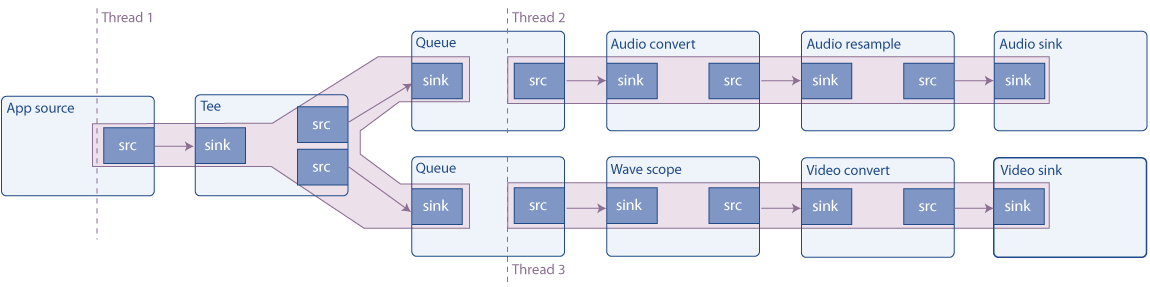 Thread 1
App source
src
Tee
sink
src
src
Thread 2
Queue
sink
src
Audio convert
sink
src
Audio resample
sink
src
Audio sink
sink
Queue
sink
src
Wave scope
sink
src
Video convert
sink
src
Video sink
sink
Thread 3